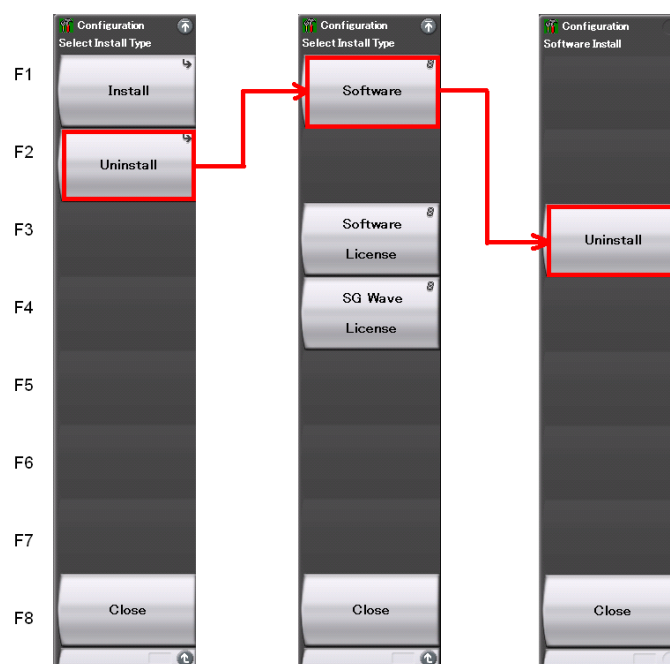 Configuration
Select Install Type
Install
Uninstall
Close
Configuration
Select Install Type
Software
Software
License
SG Wave
License
Close
Configuration
Software Install
Uninstall
Close
F1
F2
F3
F4
F5
F6
F7
F8